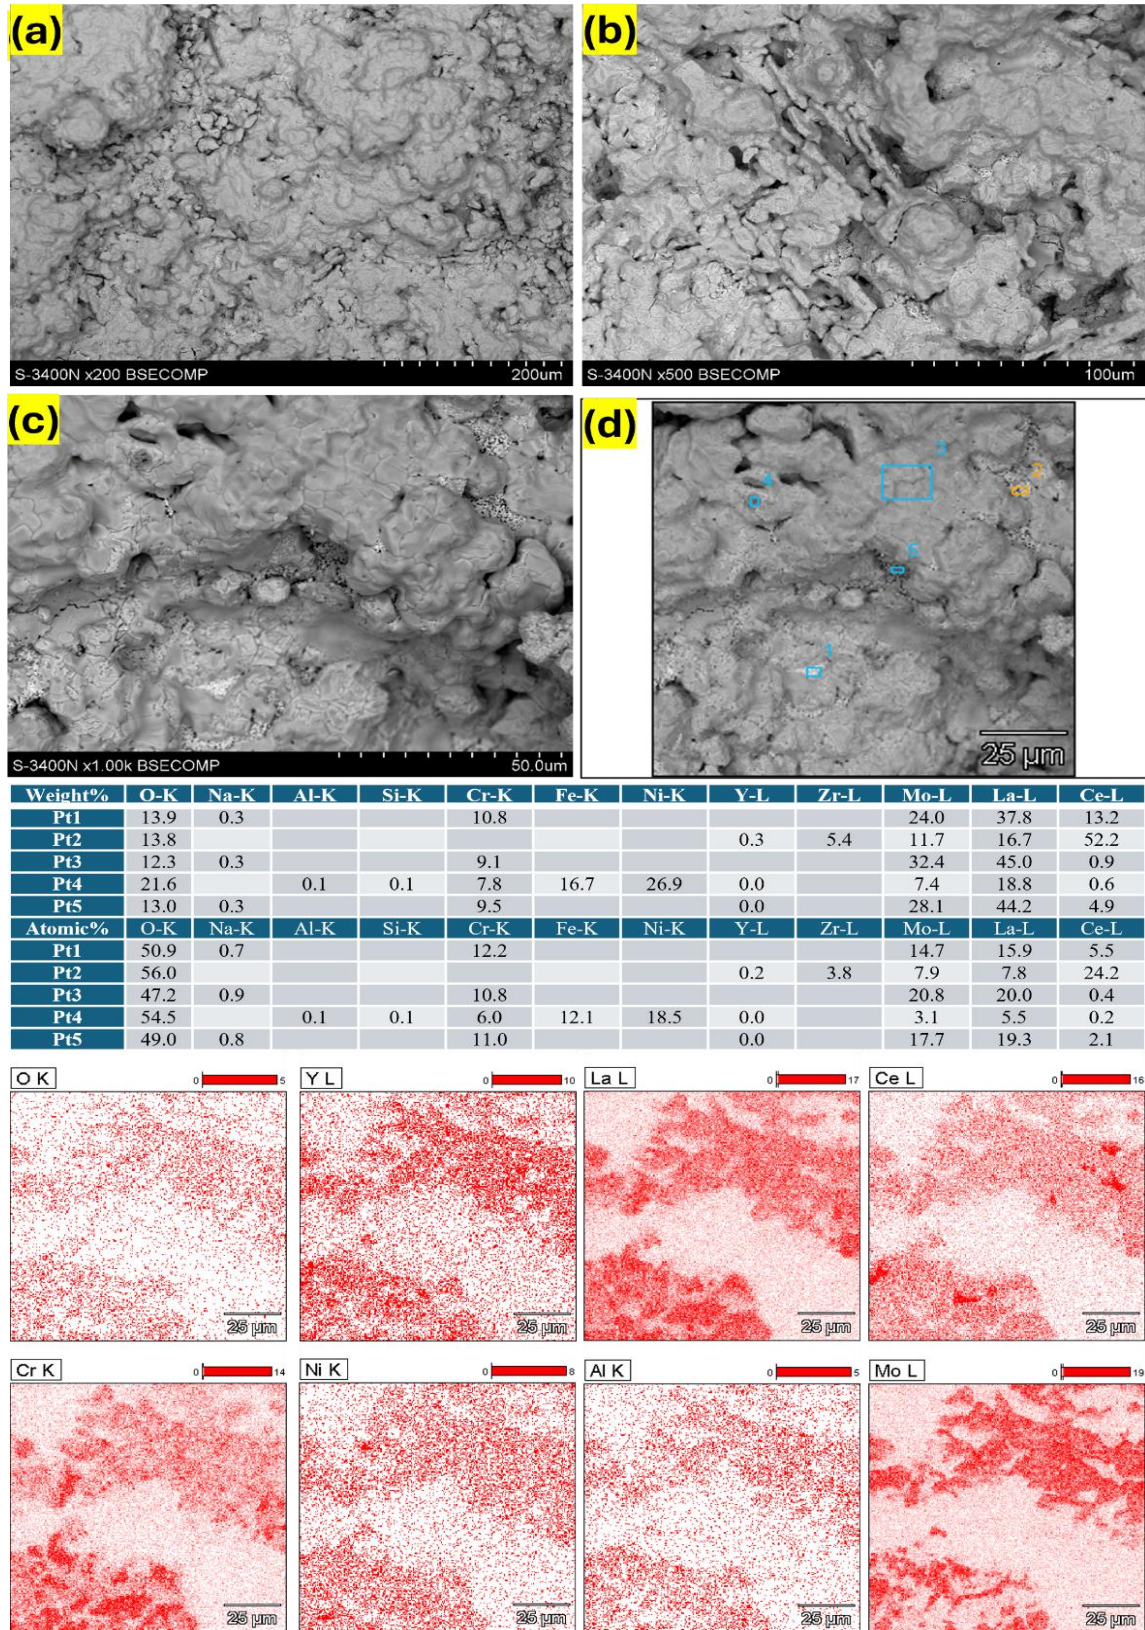 (a)
(b)
S-3400N x200 BSECOMP 200um
S-3400N x500 BSECOMP 100um
(c)
(d)
3
4
2
5
1
25 µm
S-3400N x1.00k BSECOMP 50.0um
Weight% O-K Na-K Al-K Si-K Cr-K Fe-K Ni-K Y-L Zr-L Mo-L La-L Ce-L
Pt1 13.9 0.3 10.8 24.0 37.8 13.2
Pt2 13.8 0.3 5.4 11.7 16.7 52.2
Pt3 12.3 0.3 9.1 32.4 45.0 0.9
Pt4 21.6 0.1 0.1 7.8 16.7 26.9 0.0 7.4 18.8 0.6
Pt5 13.0 0.3 9.5 0.0 28.1 44.2 4.9
Atomic% O-K Na-K Al-K Si-K Cr-K Fe-K Ni-K Y-L Zr-L Mo-L La-L Ce-L
Pt1 50.9 0.7 12.2 14.7 15.9 5.5
Pt2 56.0 0.2 3.8 7.9 7.8 24.2
Pt3 47.2 0.9 10.8 20.8 20.0 0.4
Pt4 54.5 0.1 0.1 6.0 12.1 18.5 0.0 3.1 5.5 0.2
Pt5 49.0 0.8 11.0 0.0 17.7 19.3 2.1
O K 0 5
Y L 0 10
La L 0 17
Ce L 0 16
25 µm
25 µm
25 µm
25 µm
Cr K 0 14
Ni K 0 8
Al K 0 5
Mo L 0 19
25 µm
25 µm
25 µm
25 µm